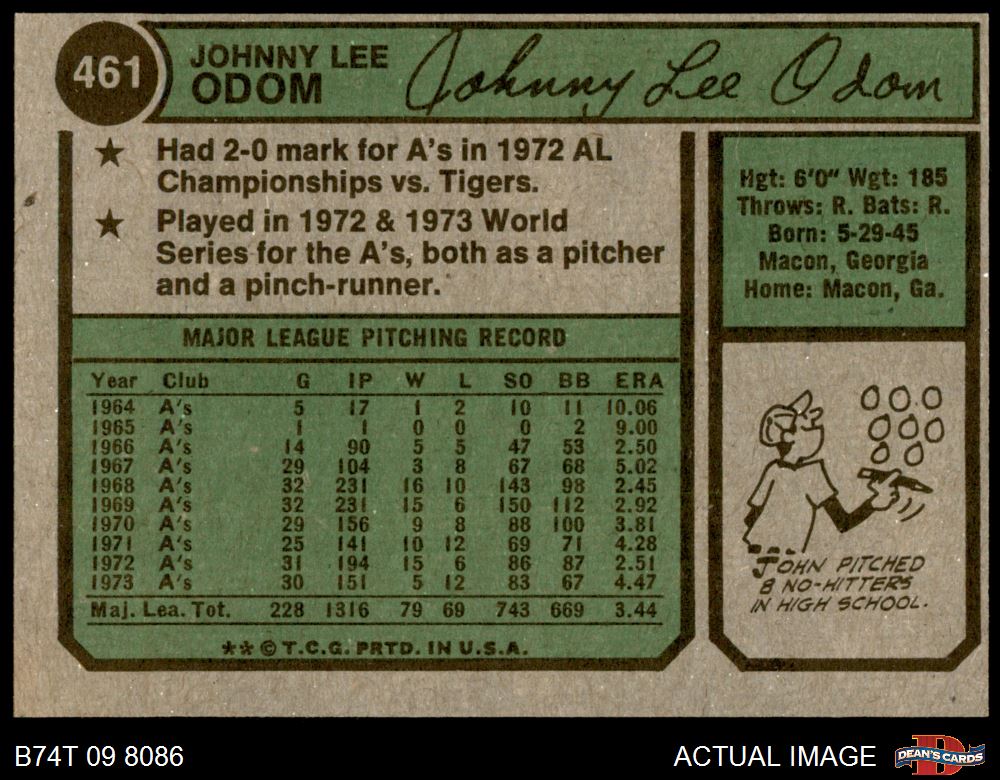 461
JOHNNY LEE
ODOM
Johnny Lee Odom
★ Had 2-0 mark for A's in 1972 AL
Championships vs. Tigers.
★ Played in 1972 & 1973 World
Series for the A's, both as a pitcher
and a pinch-runner.
Hgt: 6'0" Wgt: 185
Throws: R. Bats: R.
Born: 5-29-45
Macon, Georgia
Home: Macon, Ga.
MAJOR LEAGUE PITCHING RECORD
Year Club G IP W L SO BB ERA
1964 A's 5 17 1 2 10 11 10.06
1965 A's 1 1 0 0 0 2 9.00
1966 A's 14 90 5 5 47 53 2.50
1967 A's 29 104 3 8 67 68 5.02
1968 A's 32 231 16 10 143 98 2.45
1969 A's 32 231 15 6 150 112 2.92
1970 A's 29 156 9 8 88 100 3.81
1971 A's 25 141 10 12 69 71 4.28
1972 A's 31 194 15 6 86 87 2.51
1973 A's 30 151 5 12 83 67 4.47
Maj. Lea. Tot. 228 1316 79 69 743 669 3.44
** © T.C.G. PRTD. IN U.S.A.
JOHN PITCHED
8 NO-HITTERS
IN HIGH SCHOOL.
B74T 09 8086
ACTUAL IMAGE
D
DEAN'S CARDS